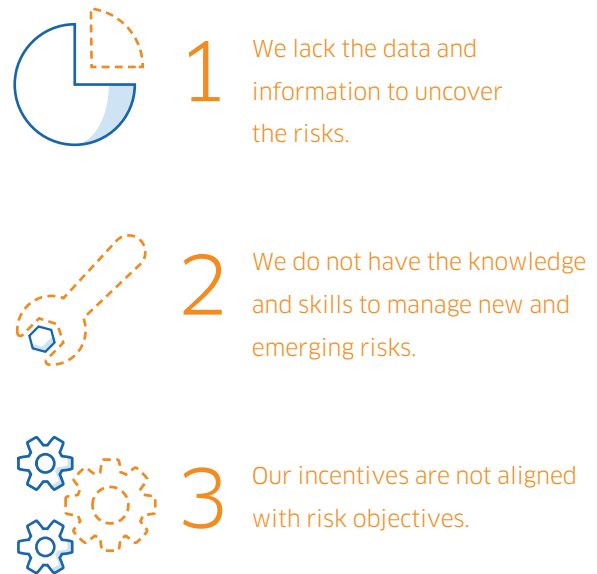 1
We lack the data and
information to uncover
the risks.
2
We do not have the knowledge
and skills to manage new and
emerging risks.
3
Our incentives are not aligned
with risk objectives.